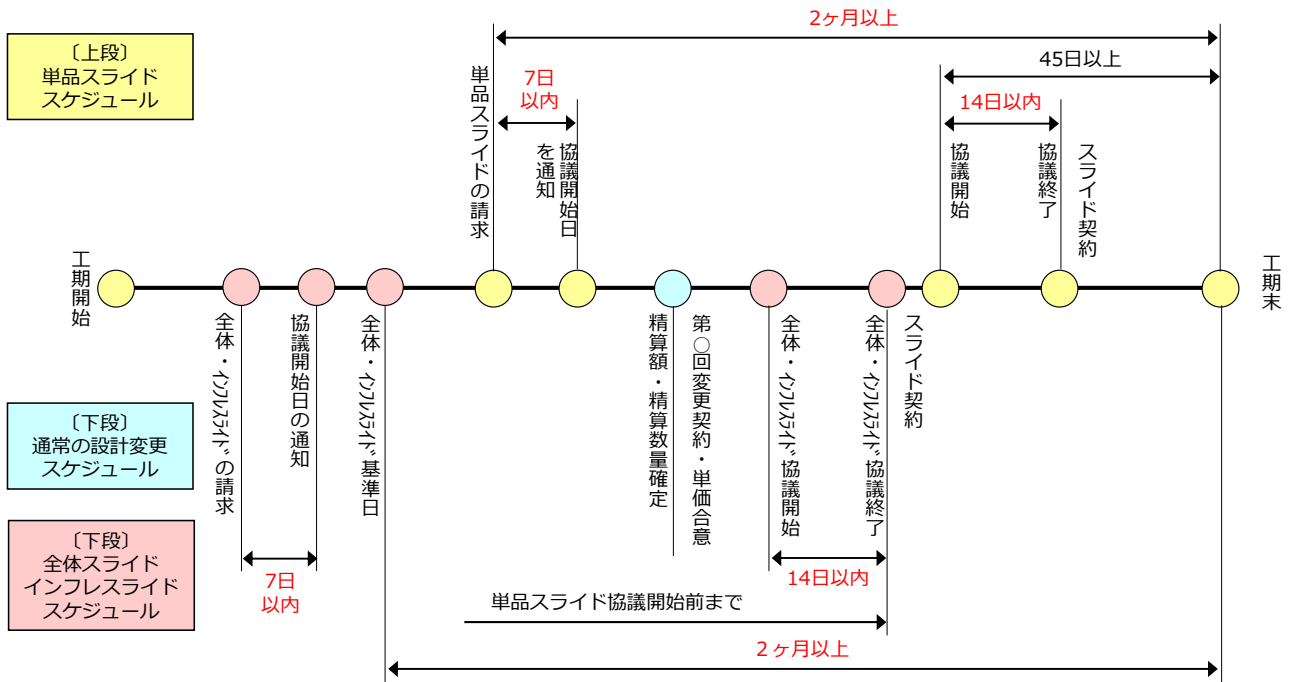 2ヶ月以上
〔上段〕
単品スライド
スケジュール
45日以上
7日
以内
14日以内
単品スライドの請求
協議開始日
を通知
協議開始
協議終了
スライド契約
工期開始
工期末
全体・インフレスライドの請求
協議開始日の通知
全体・インフレスライド基準日
第○回変更契約・単価合意
精算額・精算数量確定
全体・インフレスライド協議開始
スライド契約
全体・インフレスライド協議終了
〔下段〕
通常の設計変更
スケジュール
〔下段〕
全体スライド
インフレスライド
スケジュール
7日
以内
14日以内
単品スライド協議開始前まで
２ヶ月以上